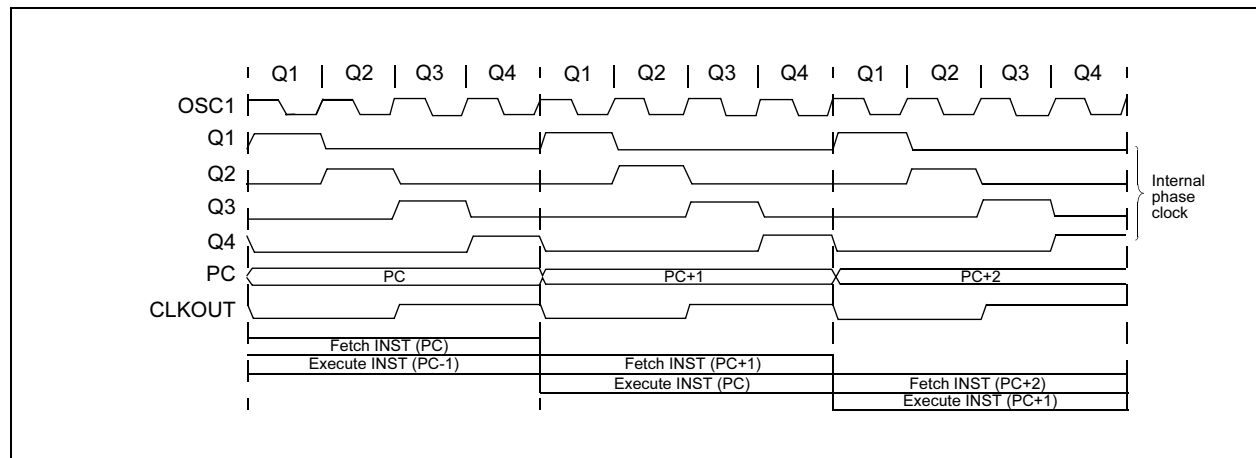 Q1 Q2 Q3 Q4 Q1 Q2 Q3 Q4 Q1 Q2 Q3 Q4
OSC1
Q1
Q2
Q3
Q4
Internal
phase
clock
PC
PC PC+1 PC+2
CLKOUT
Fetch INST (PC)
Execute INST (PC-1) Fetch INST (PC+1)
Execute INST (PC) Fetch INST (PC+2)
Execute INST (PC+1)